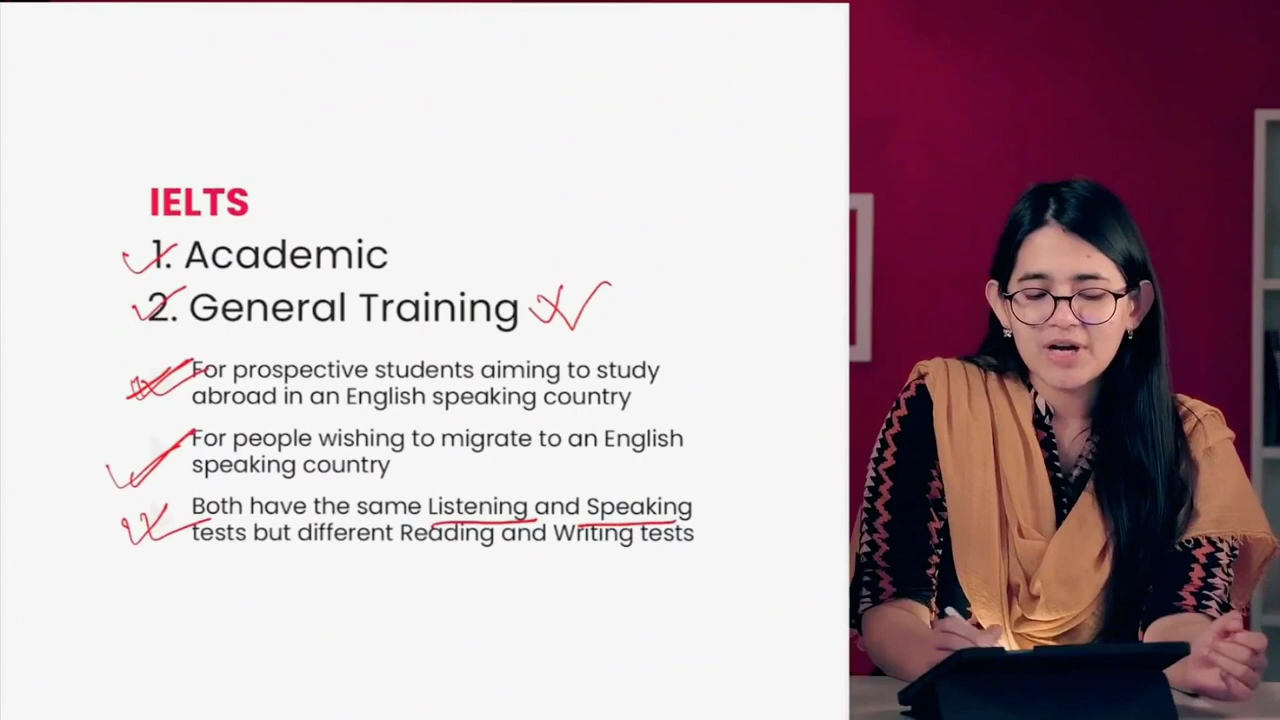 IELTS
1. Academic
2. General Training
For prospective students aiming to study
abroad in an English speaking country
For people wishing to migrate to an English
speaking country
Both have the same Listening and Speaking
tests but different Reading and Writing tests